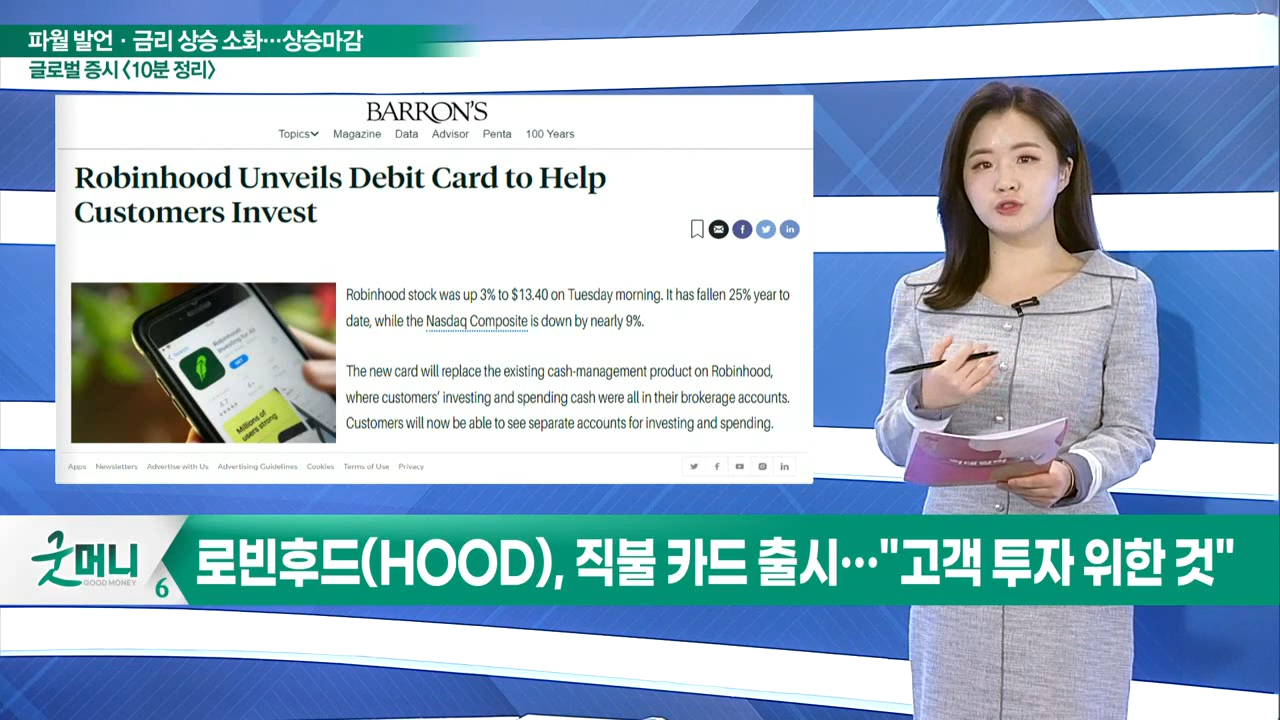 파월 발언 · 금리 상승 소화…상승마감
글로벌 증시 <10분 정리>
BARRON'S
Topics Magazine Data Advisor Penta 100 Years
Robinhood Unveils Debit Card to Help
Customers Invest
Robinhood stock was up 3% to $13.40 on Tuesday morning. It has fallen 25% year to
date, while the Nasdaq Composite is down by nearly 9%.
The new card will replace the existing cash-management product on Robinhood,
where customers' investing and spending cash were all in their brokerage accounts.
Customers will now be able to see separate accounts for investing and spending.
Robinhood
Investing for All
Millions of
users strong
Apps Newsletters Advertise with Us Advertising Guidelines Cookies Terms of Use Privacy
굿머니
GOOD MONEY
6
로빈후드(HOOD), 직불 카드 출시…"고객 투자 위한 것"